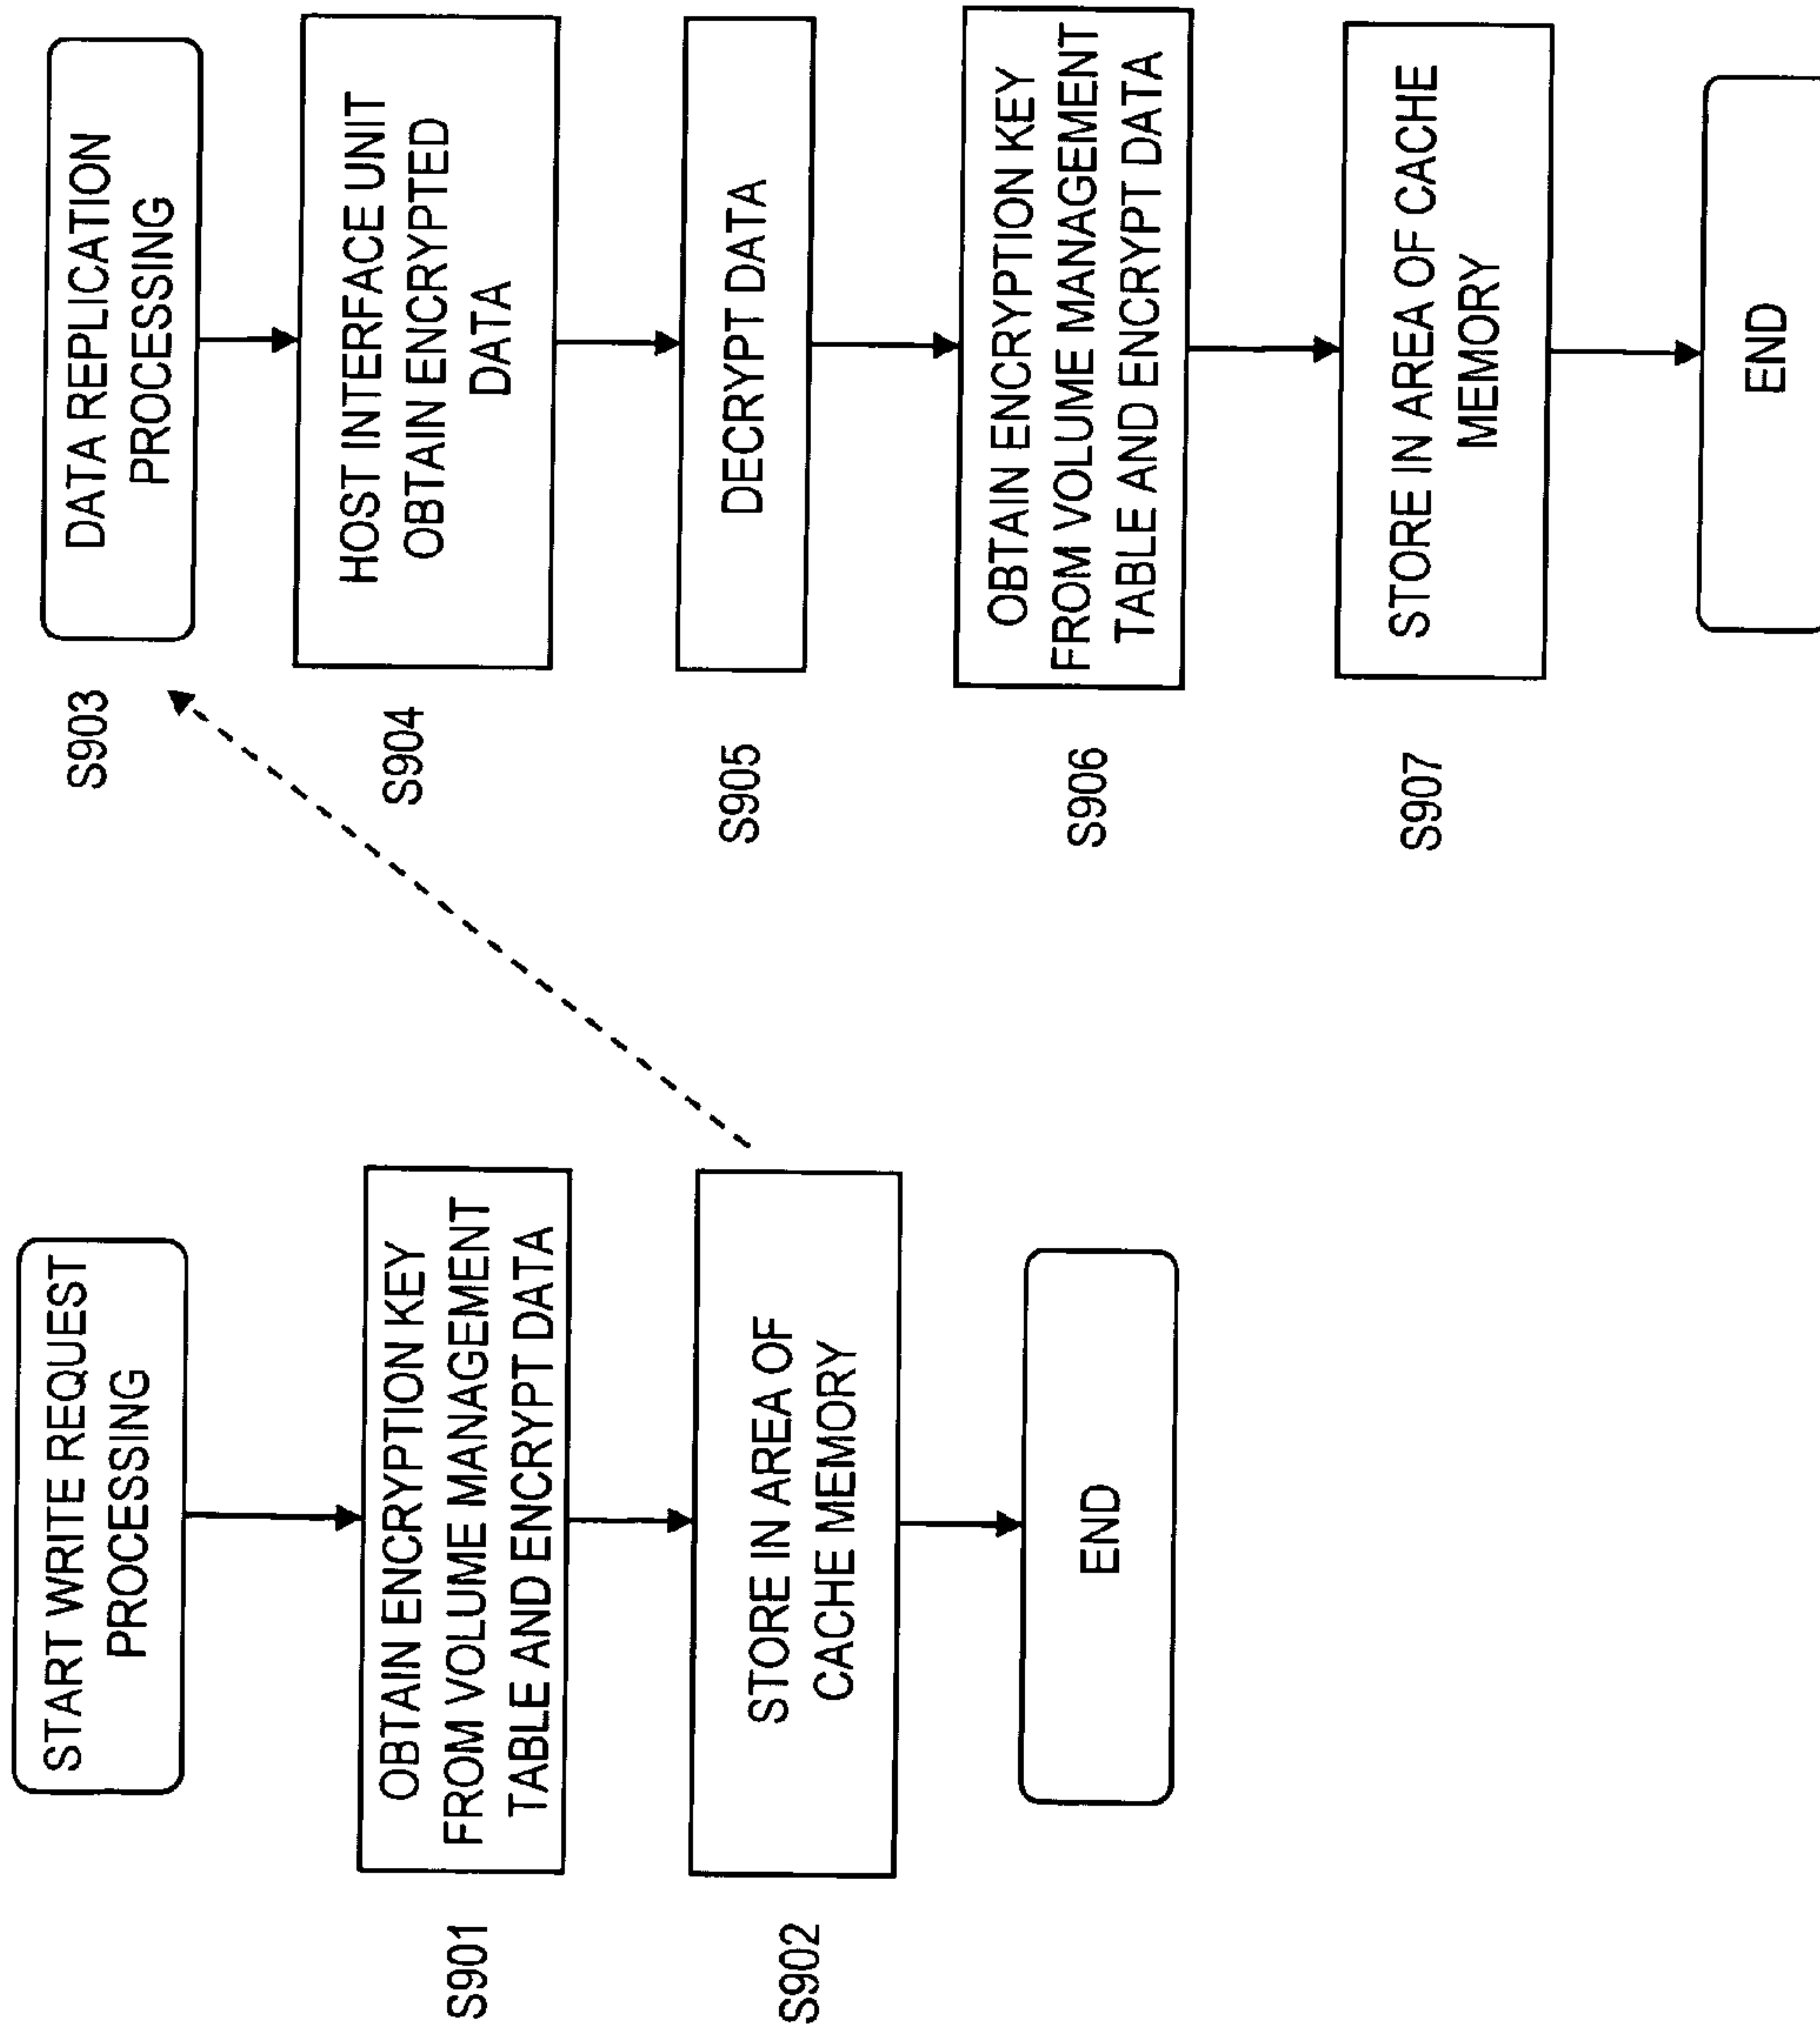 START WRITE REQUEST
PROCESSING
S901
OBTAIN ENCRYPTION KEY
FROM VOLUME MANAGEMENT
TABLE AND ENCRYPT DATA
S902
STORE IN AREA OF
CACHE MEMORY
END
S903
DATA REPLICATION
PROCESSING
S904
HOST INTERFACE UNIT
OBTAIN ENCRYPTED
DATA
S905
DECRYPT DATA
S906
OBTAIN ENCRYPTION KEY
FROM VOLUME MANAGEMENT
TABLE AND ENCRYPT DATA
S907
STORE IN AREA OF CACHE
MEMORY
END